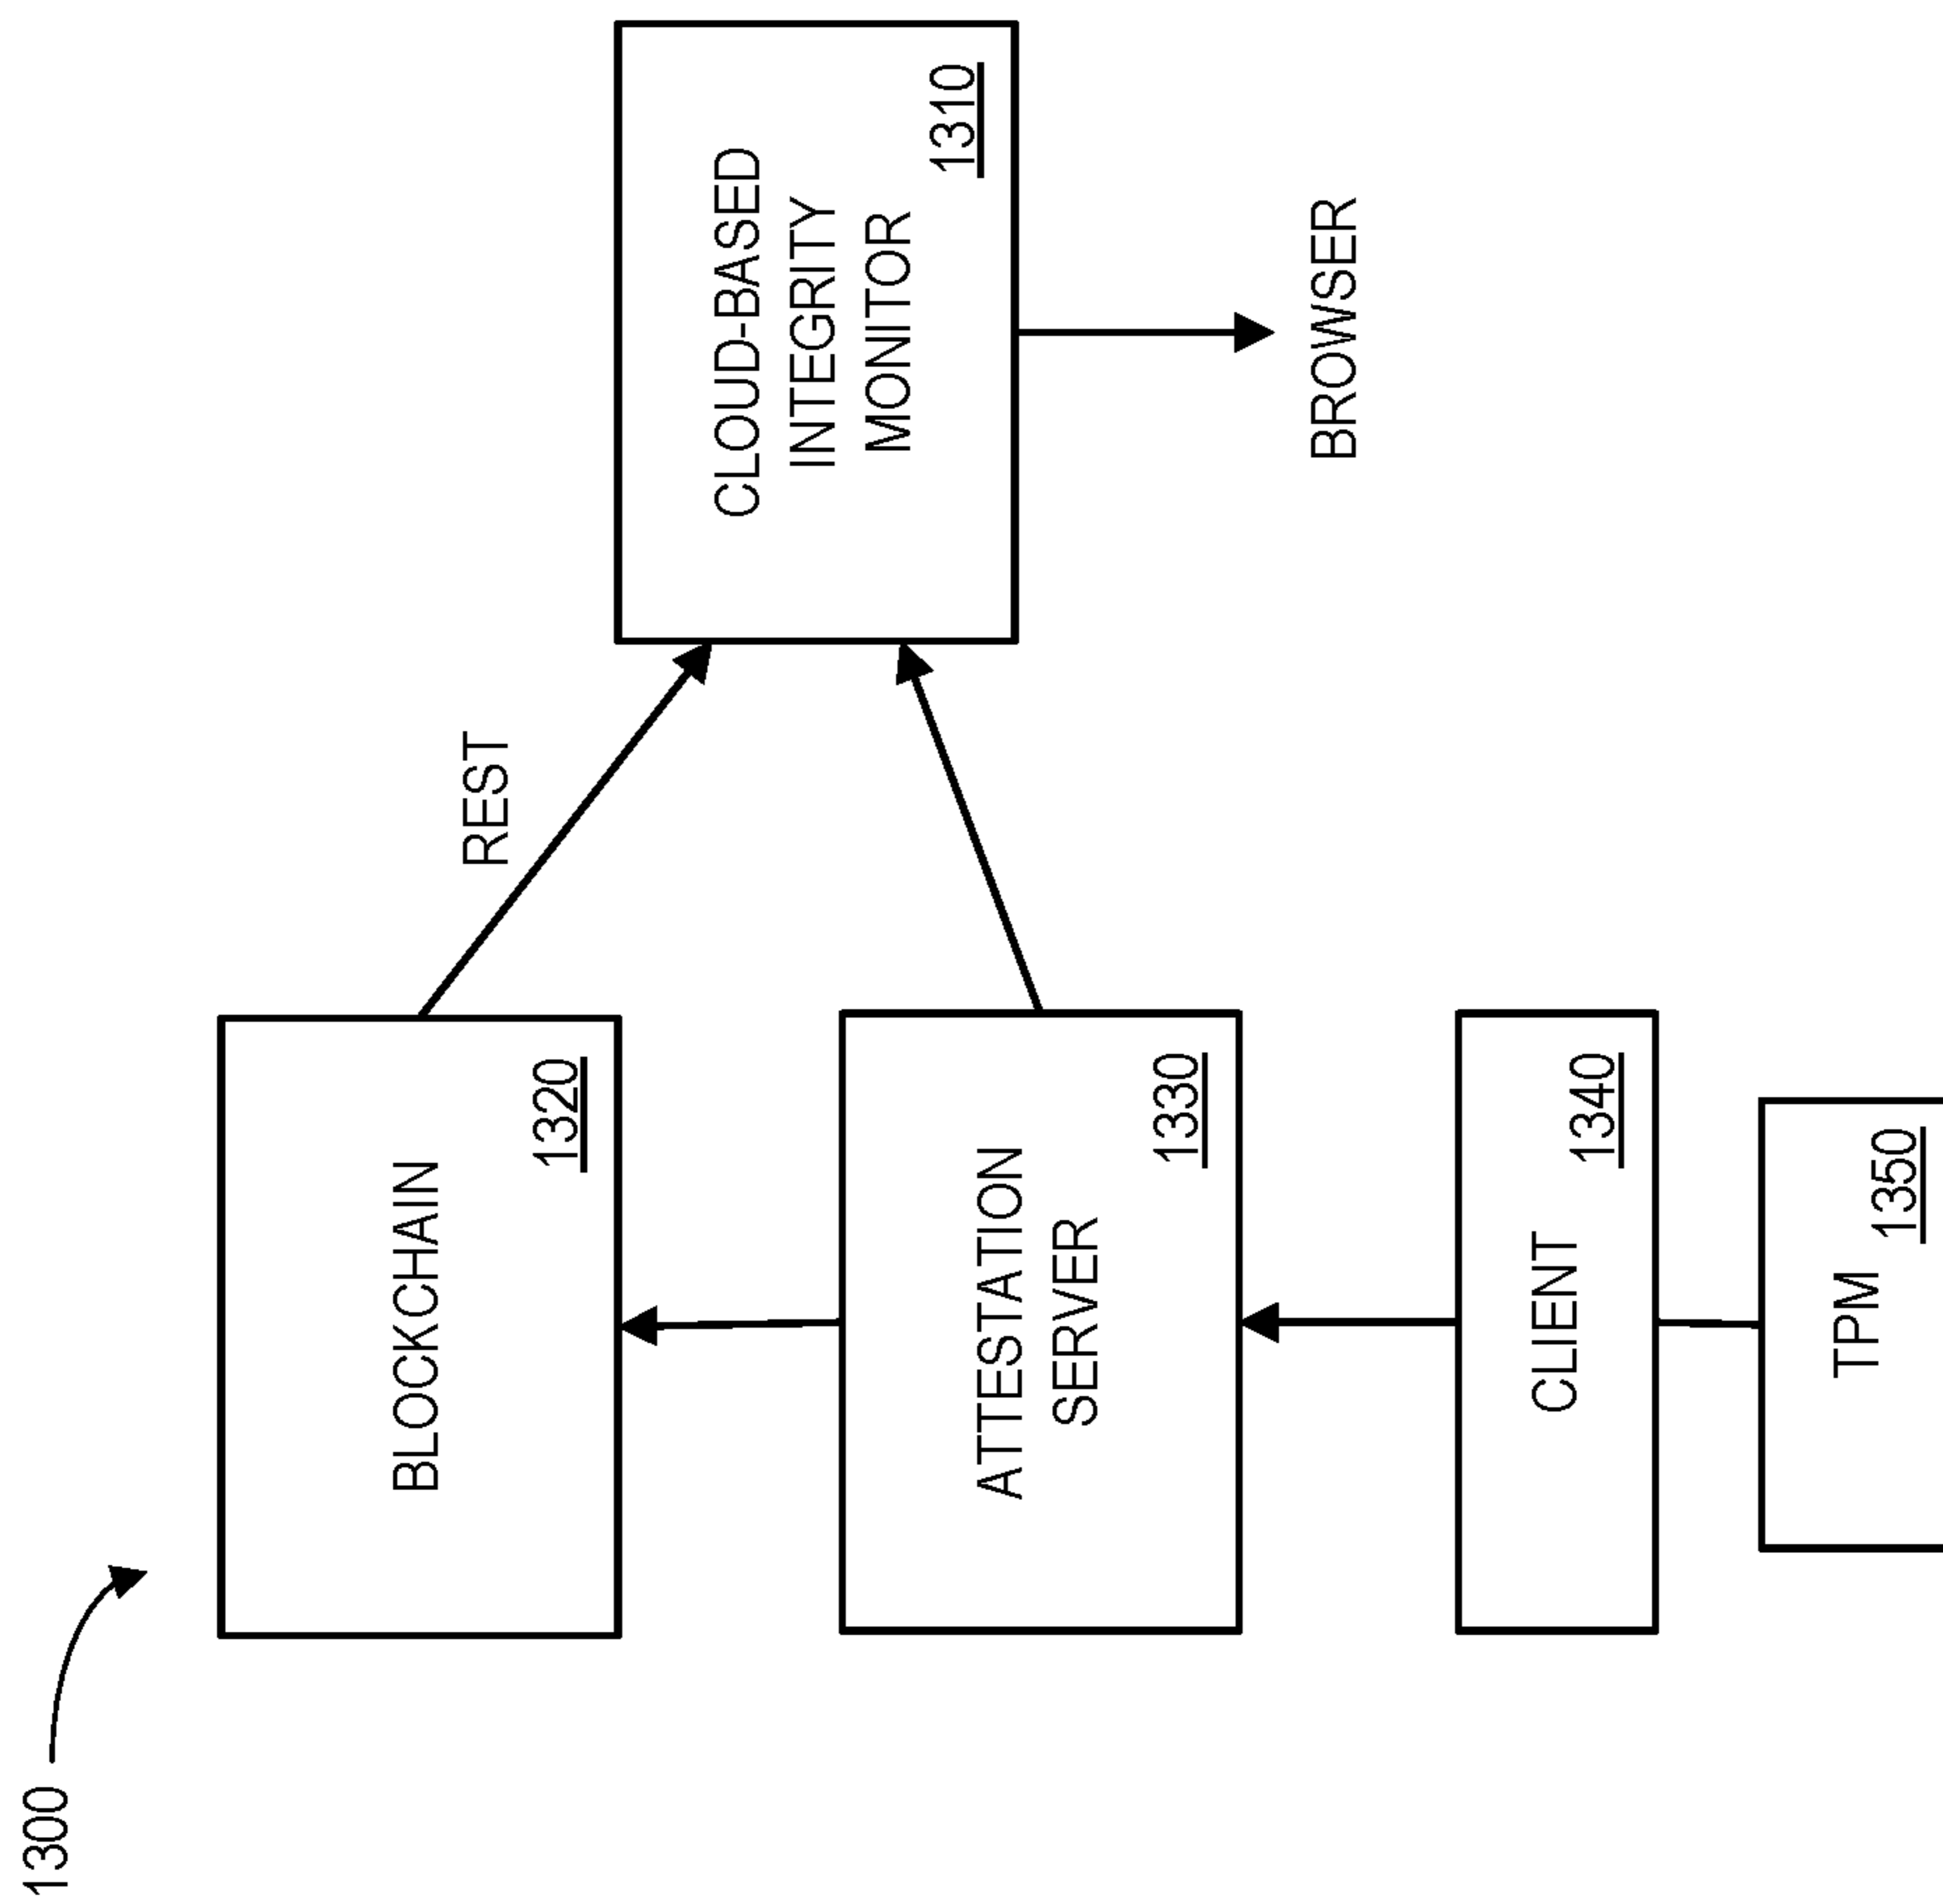 1300
BLOCKCHAIN
1320
REST
CLOUD-BASED
INTEGRITY
MONITOR
1310
ATTESTATION
SERVER
1330
BROWSER
CLIENT
1340
TPM
1350